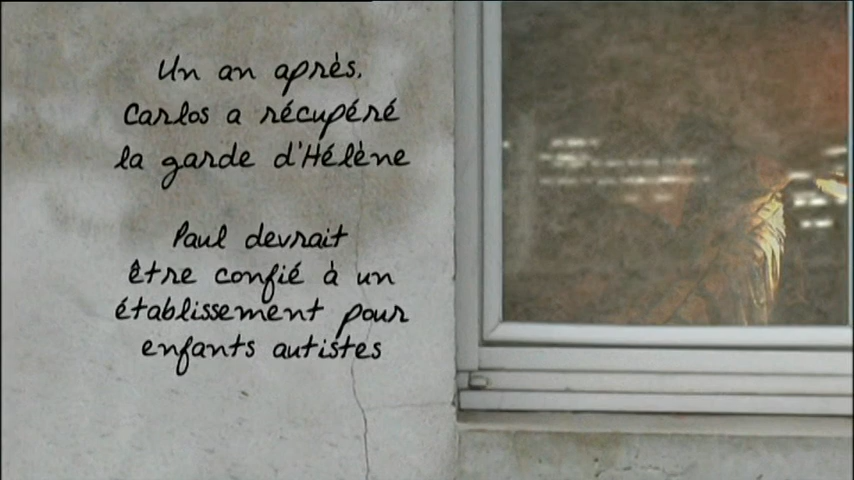 Un an après,
Carlos a récupéré
la garde d'Hélène
Paul devrait
être confié à un
établissement pour
enfants autistes